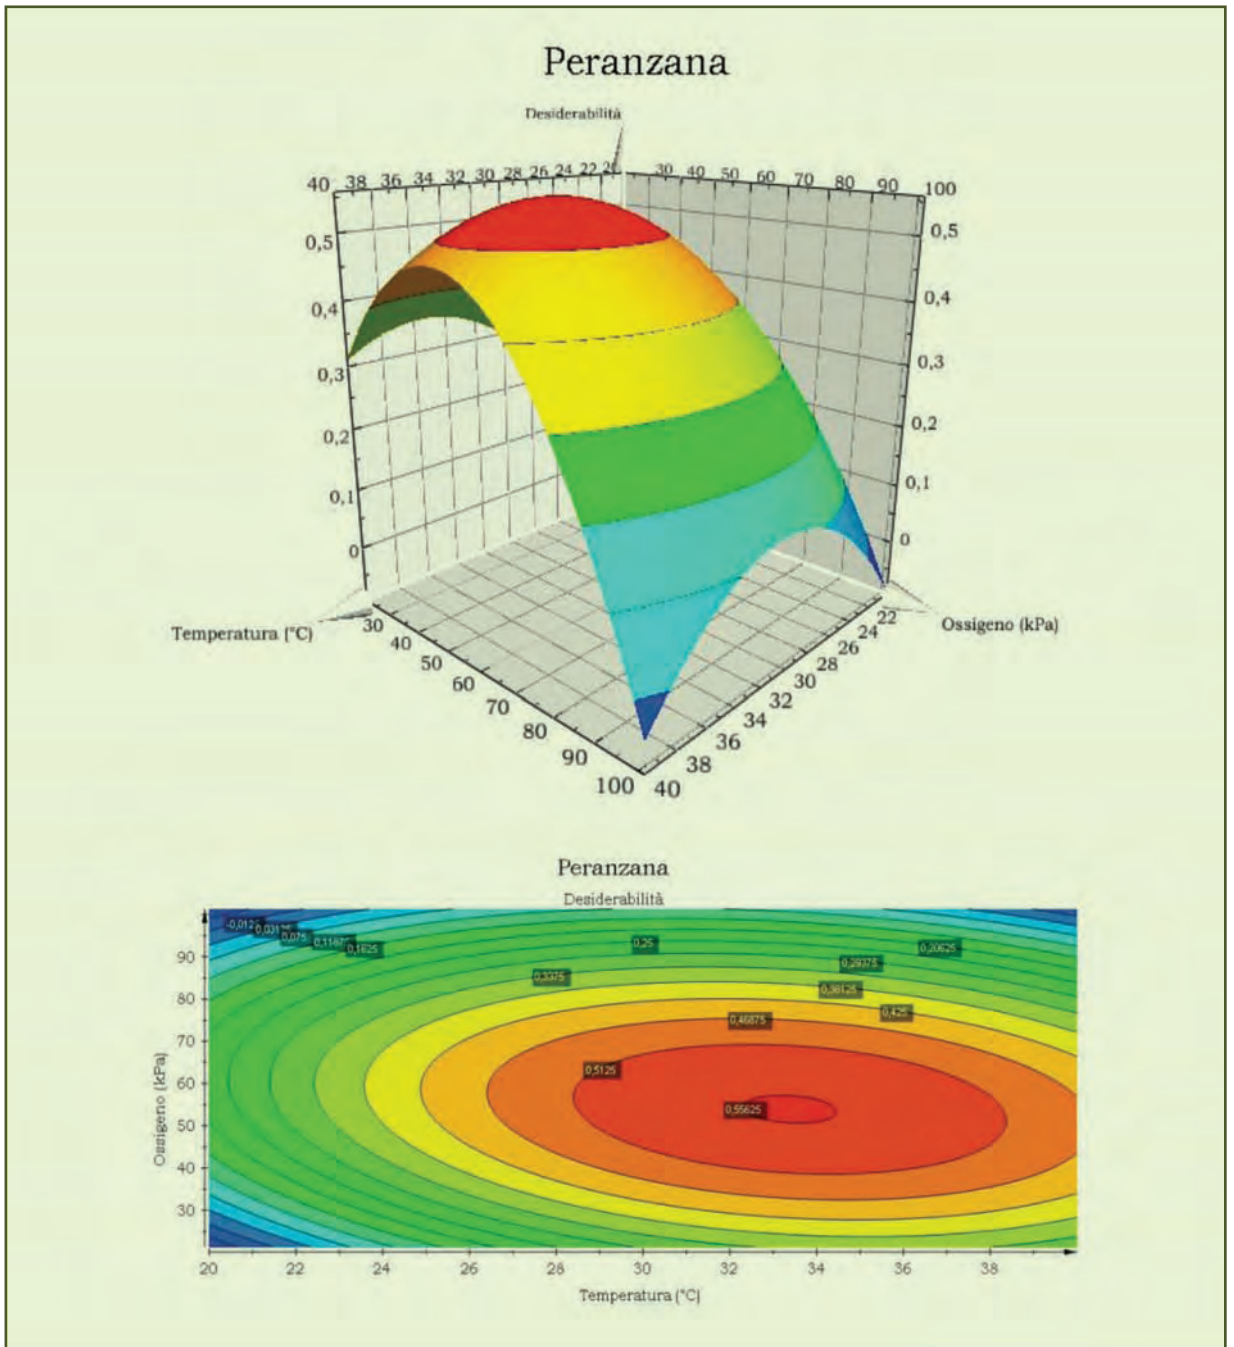 Peranzana
Desiderabilità
40 38 36 34 32 30 28 26 24 22 30 40 50 60 70 80 90 100
0,5 0,5
0,4 0,4
0,3 0,3
0,2 0,2
0,1 0,1
0 0
Temperatura (°C) Ossigeno (kPa)
30 40 50 60 70 80 90 100
22 24 26 28 30 32 34 36 38 40
Peranzana
Desiderabilità
0,075 0,1625 0,25 0,20625
0,29375
0,3375 0,38125
0,425
0,46875
0,5125
0,55625
Ossigeno (kPa)
90
80
70
60
50
40
30
20 22 24 26 28 30 32 34 36 38
Temperatura (°C)